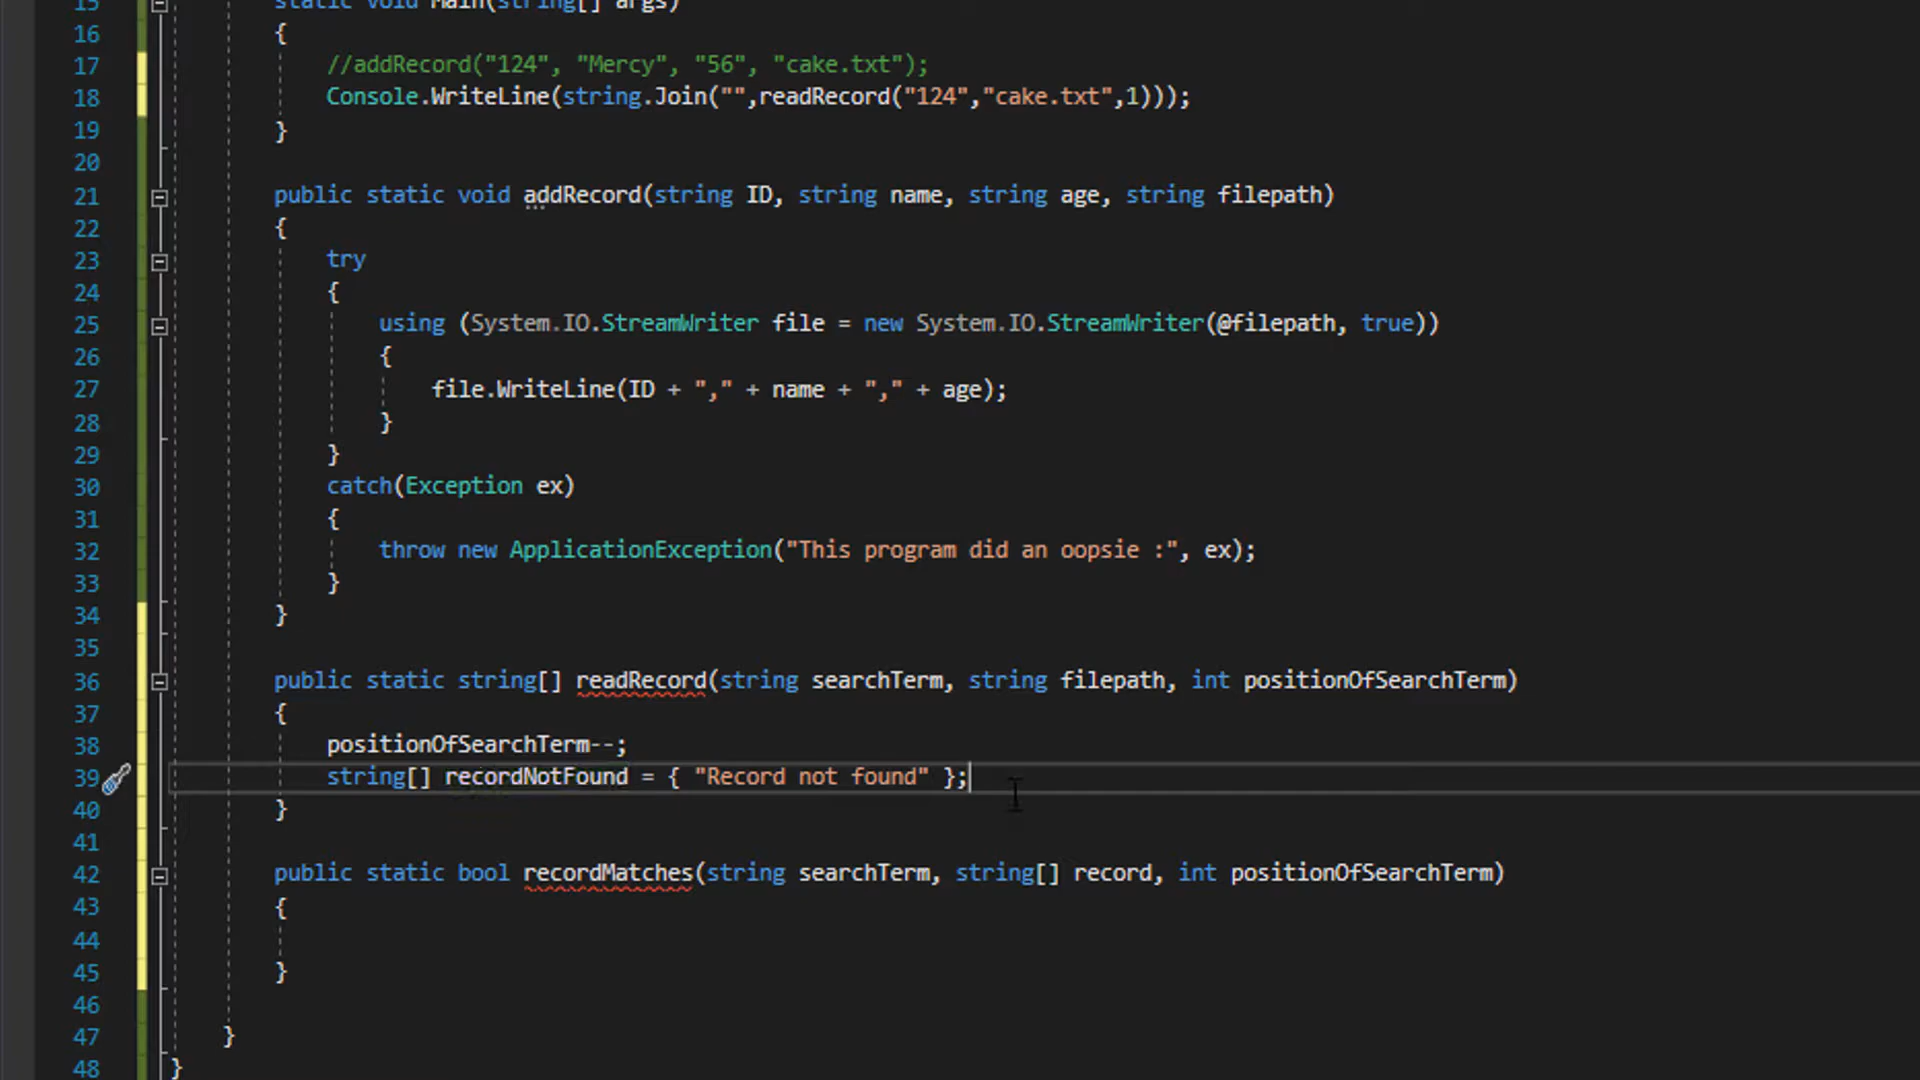 15 static void Main(string[] args)
16 {
17 //addRecord("124", "Mercy", "56", "cake.txt");
18 Console.WriteLine(string.Join("",readRecord("124","cake.txt",1)));
19 }
20
21 public static void addRecord(string ID, string name, string age, string filepath)
22 {
23 try
24 {
25 using (System.IO.StreamWriter file = new System.IO.StreamWriter(@filepath, true))
26 {
27 file.WriteLine(ID + "," + name + "," + age);
28 }
29 }
30 catch(Exception ex)
31 {
32 throw new ApplicationException("This program did an oopsie :", ex);
33 }
34 }
35
36 public static string[] readRecord(string searchTerm, string filepath, int positionOfSearchTerm)
37 {
38 positionOfSearchTerm--;
39 string[] recordNotFound = { "Record not found" };
40 }
41
42 public static bool recordMatches(string searchTerm, string[] record, int positionOfSearchTerm)
43 {
44
45 }
46
47 }
48 }